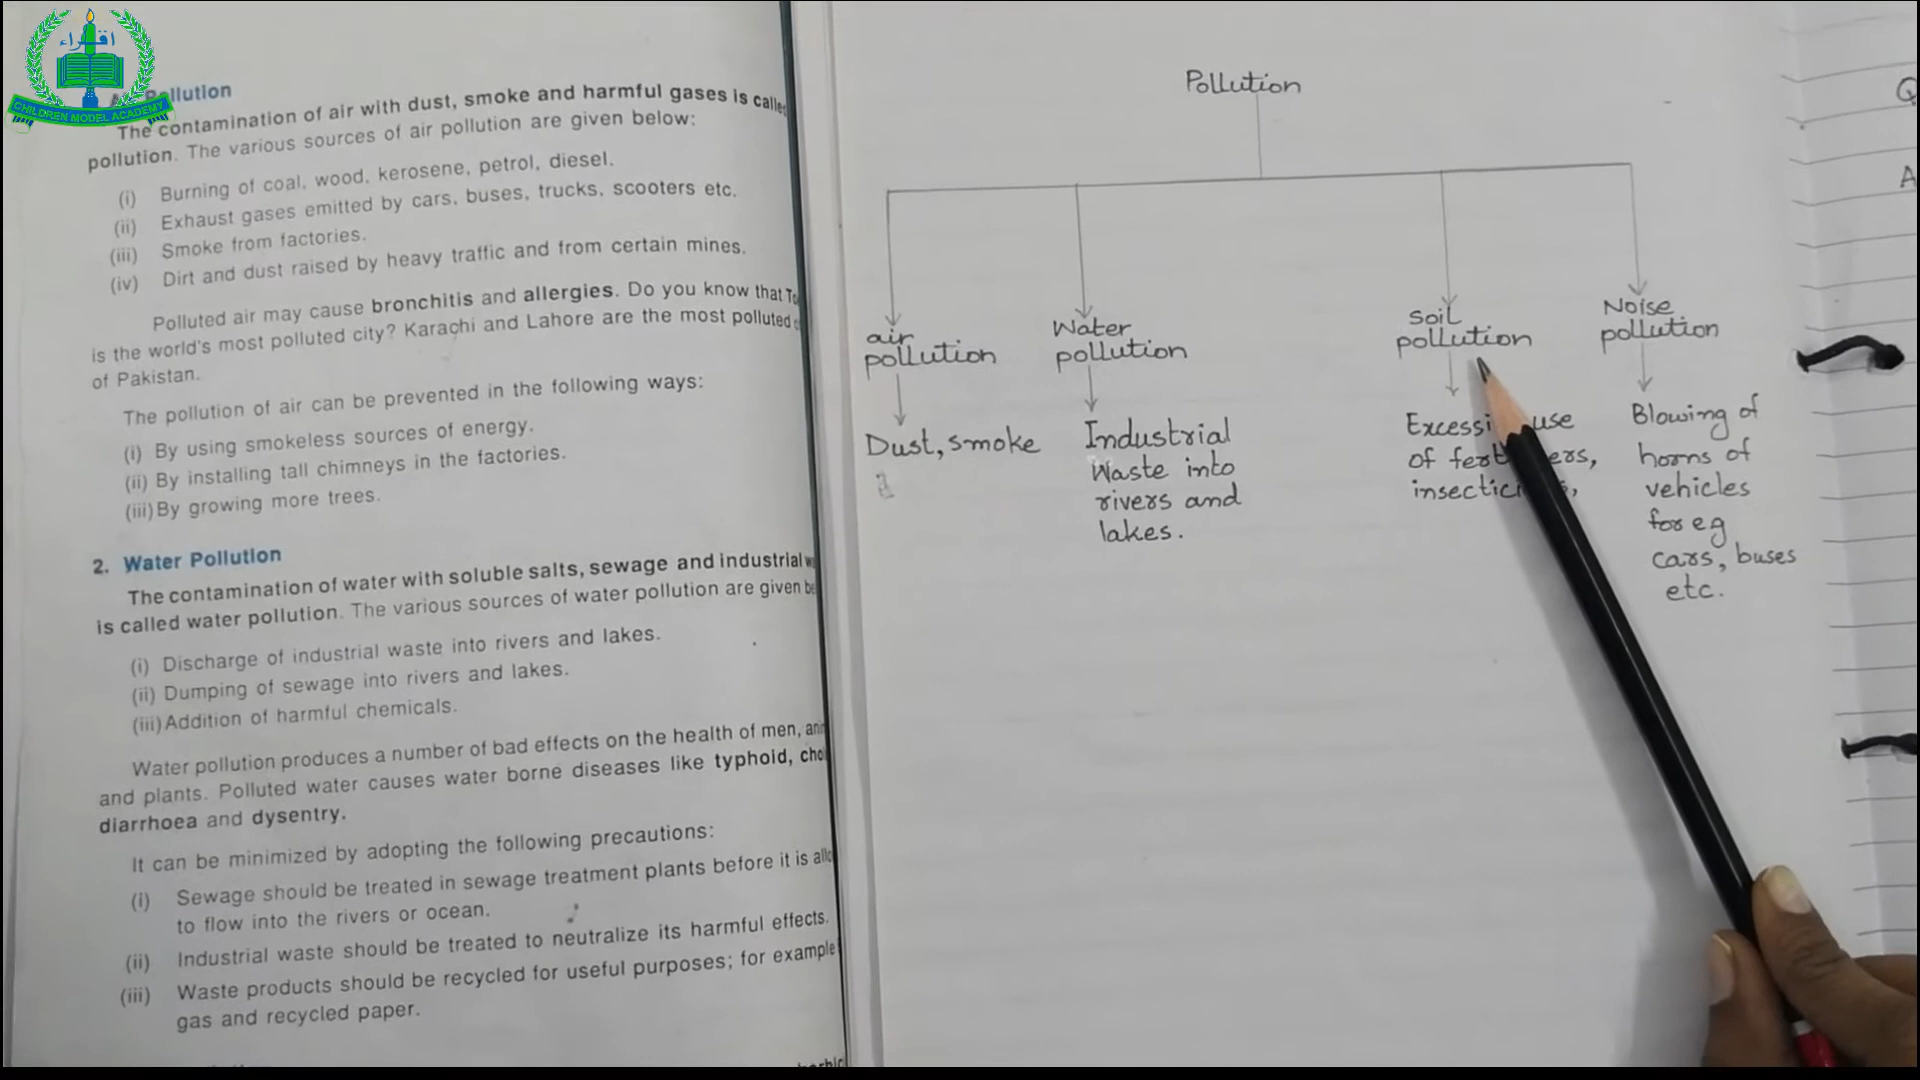 اقراء
CHILDREN MODEL ACADEMY
Pollution
The contamination of air with dust, smoke and harmful gases is called
pollution. The various sources of air pollution are given below:
(i) Burning of coal, wood, kerosene, petrol, diesel.
(ii) Exhaust gases emitted by cars, buses, trucks, scooters etc.
(iii) Smoke from factories.
(iv) Dirt and dust raised by heavy traffic and from certain mines.
Polluted air may cause bronchitis and allergies. Do you know that
is the world's most polluted city? Karachi and Lahore are the most polluted
of Pakistan.
The pollution of air can be prevented in the following ways:
(i) By using smokeless sources of energy.
(ii) By installing tall chimneys in the factories.
(iii) By growing more trees.
2. Water Pollution
The contamination of water with soluble salts, sewage and industrial
is called water pollution. The various sources of water pollution are given
(i) Discharge of industrial waste into rivers and lakes.
(ii) Dumping of sewage into rivers and lakes.
(iii) Addition of harmful chemicals.
Water pollution produces a number of bad effects on the health of men,
and plants. Polluted water causes water borne diseases like typhoid,
diarrhoea and dysentry.
It can be minimized by adopting the following precautions:
(i) Sewage should be treated in sewage treatment plants before it is
to flow into the rivers or ocean.
(ii) Industrial waste should be treated to neutralize its harmful effects.
(iii) Waste products should be recycled for useful purposes; for example
gas and recycled paper.
Pollution
air
pollution
Dust, smoke
Water
pollution
Industrial
Waste into
rivers and
lakes.
Soil
pollution
use
of
Noise
pollution
Blowing of
horns of
vehicles
for eg
cars, buses
etc.
Q
A